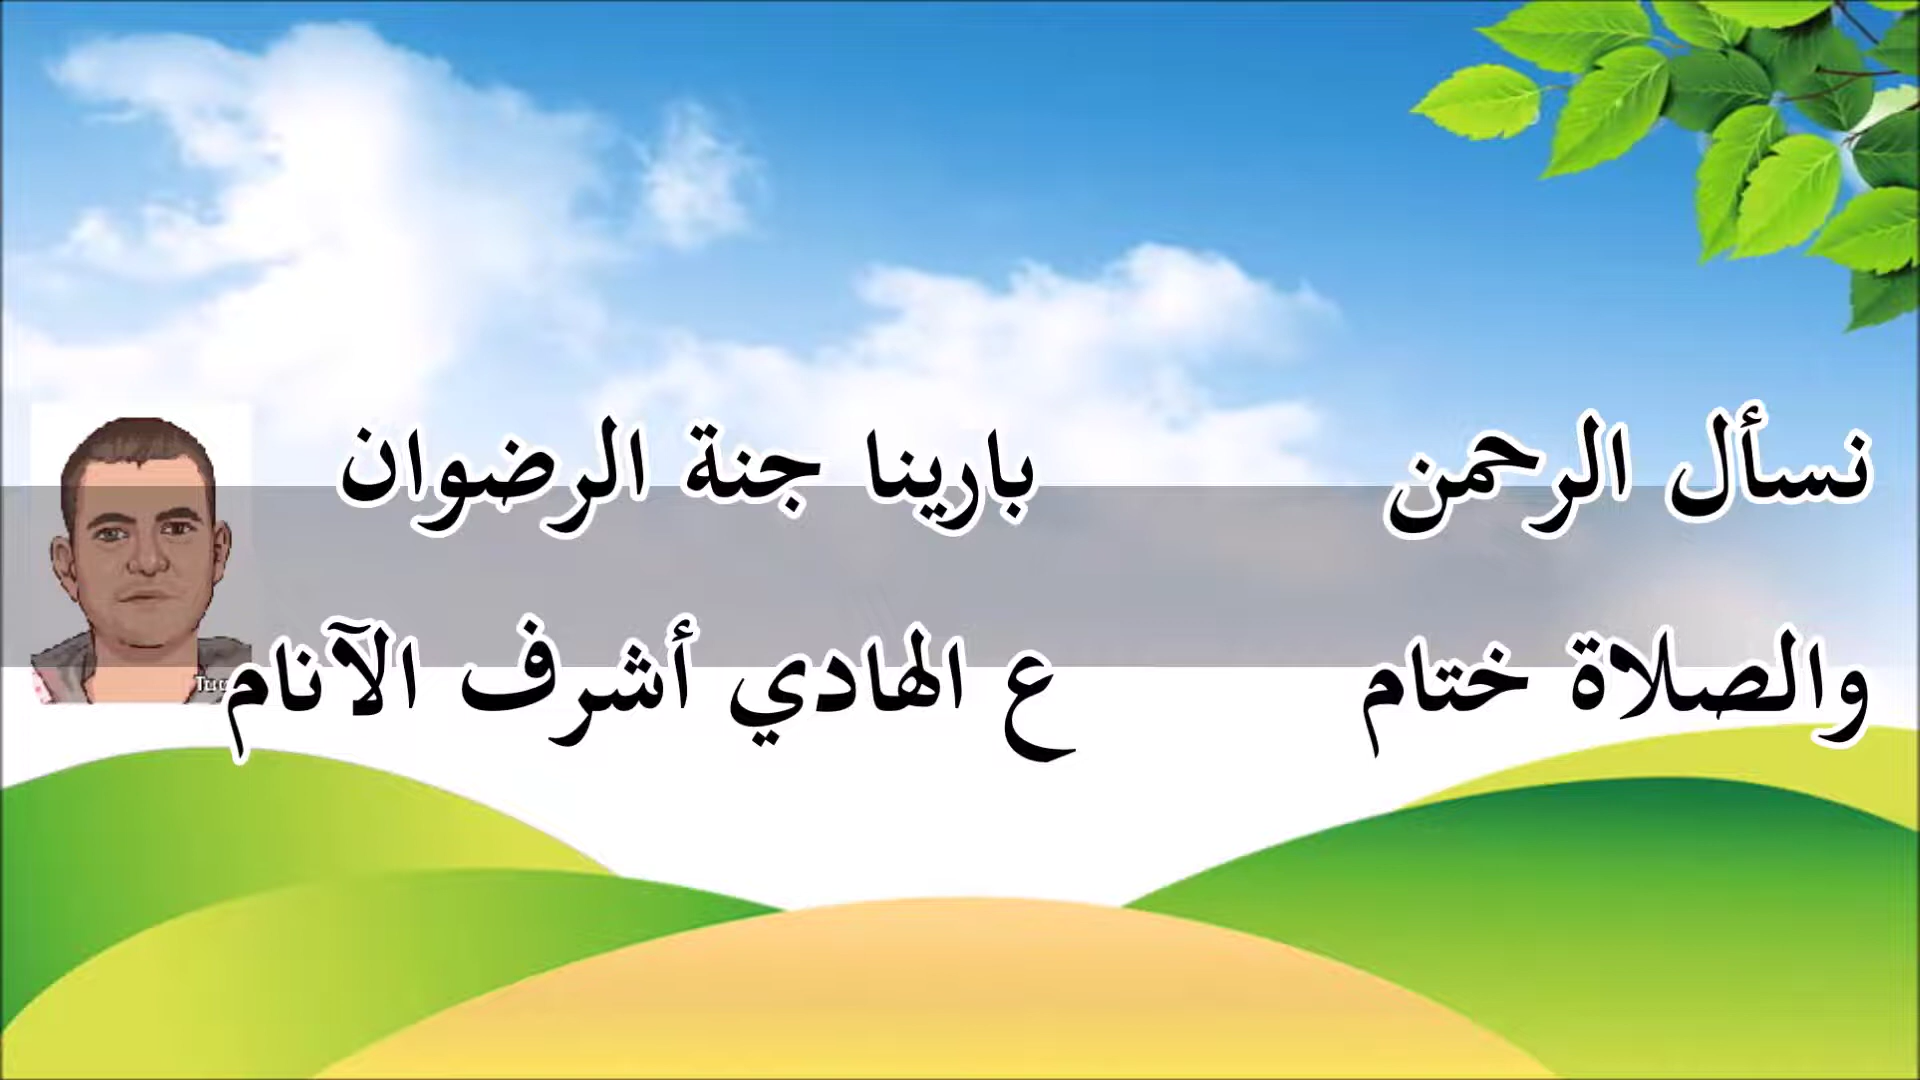 نسأل الرحمن بارينا جنة الرضوان
والصلاة ختام ع الهادي أشرف الآنام